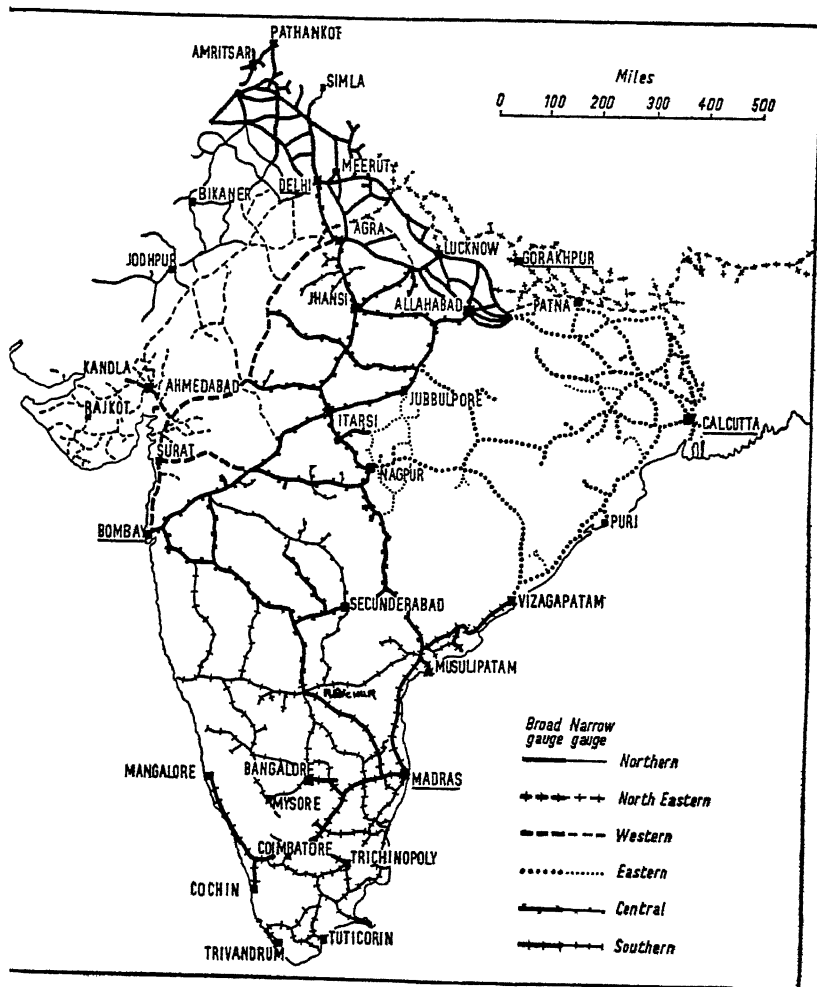 PATHANKOT
AMRITSAR
SIMLA
Miles
0 100 200 300 400 500
MEERUT
DELHI
BIKANER
AGRA
LUCKNOW
GORAKHPUR
JODHPUR
JHANSI
ALLAHABAD
PATNA
KANDLA
AHMEDABAD
JUBBULPORE
RAJKOT
ITARSI
CALCUTTA
SURAT
NAGPUR
PURI
BOMBAY
SECUNDERABAD
VIZAGAPATAM
MUSULIPATAM
RAICHUR
Broad Narrow
gauge gauge
Northern
MANGALORE
BANGALORE
MADRAS
MYSORE
North Eastern
Western
COIMBATORE
TRICHINOPOLY
Eastern
COCHIN
Central
TUTICORIN
TRIVANDRUM
Southern